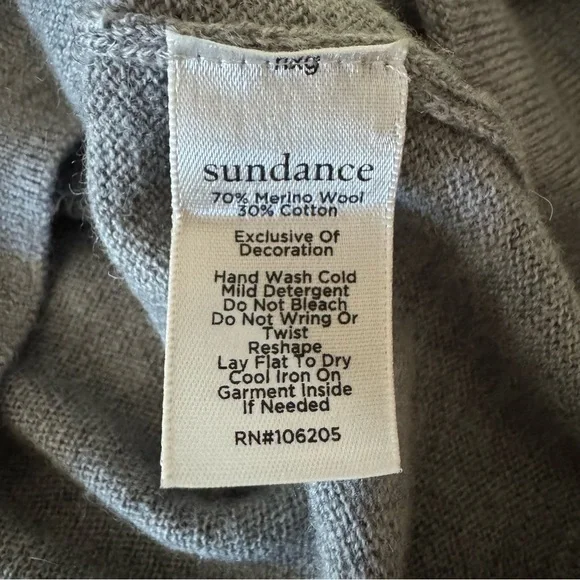 sundance
70% Merino Wool
30% Cotton
Exclusive Of
Decoration
Hand Wash Cold
Mild Detergent
Do Not Bleach
Do Not Wring Or
Twist
Reshape
Lay Flat To Dry
Cool Iron On
Garment Inside
If Needed
RN#106205